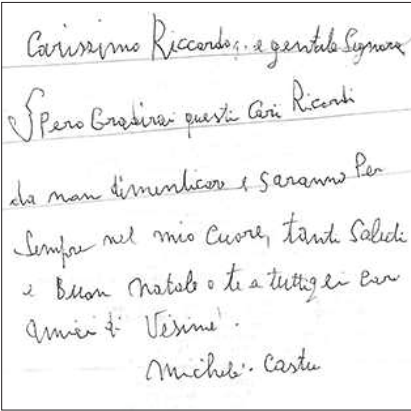 Carissimo Riccardo, e gentile Signora
Spero Gradirai questi Cari Ricordi
da non dimenticare e saranno Per
Sempre nel mio Cuore, tanti Saluti
e Buon Natale a te a tutti gli cari
amici di Vesime'.
Michele.